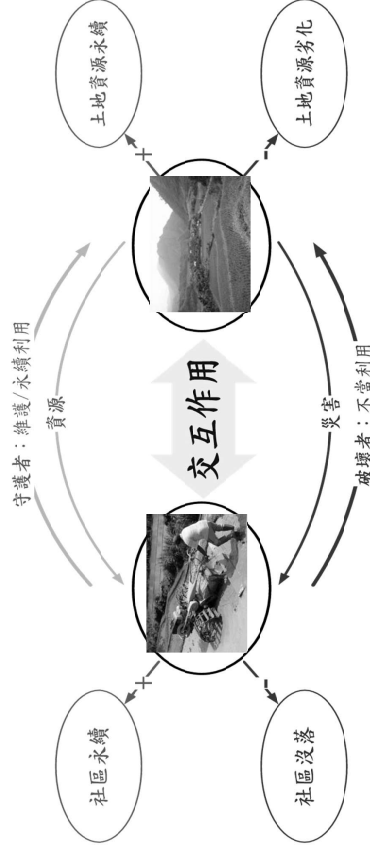 守護者：維護/永續利用
資源
社區永續
+
+
土地資源永續
交互作用
社區沒落
-
-
土地資源劣化
災害
破壞者：不當利用